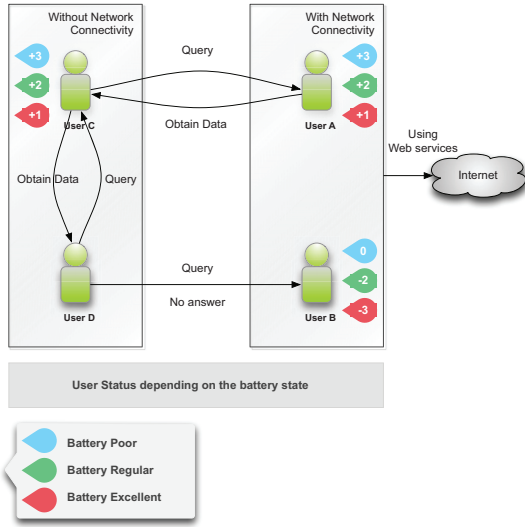 Without Network
Connectivity
With Network
Connectivity
+3
+2
+1
User C
Query
Obtain Data
+3
+2
+1
User A
Using
Web services
Internet
Obtain Data
Query
User D
Query
No answer
0
-2
-3
User B
User Status depending on the battery state
Battery Poor
Battery Regular
Battery Excellent